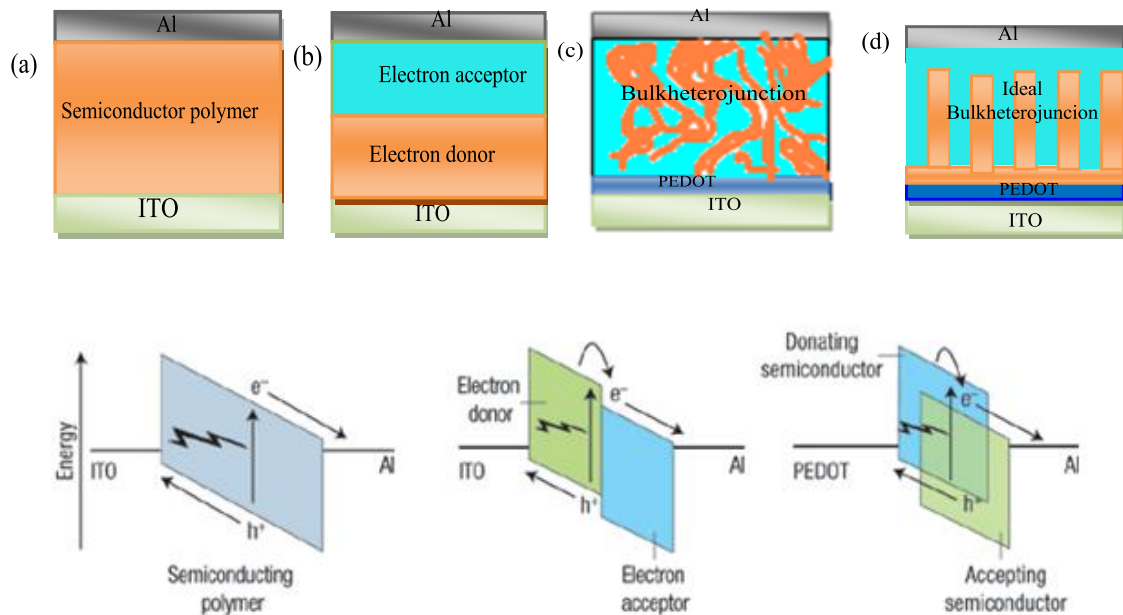 (a)
Al
Semiconductor polymer
ITO
(b)
Al
Electron acceptor
Electron donor
ITO
(c)
Al
Bulkheterojunction
PEDOT
ITO
(d)
Al
Ideal
Bulkheterojuncion
PEDOT
ITO
Energy
ITO
e⁻
h⁺
Al
Semiconducting
polymer
Electron
donor
ITO
e⁻
h⁺
Al
Electron
acceptor
Donating
semiconductor
PEDOT
e⁻
h⁺
Al
Accepting
semiconductor